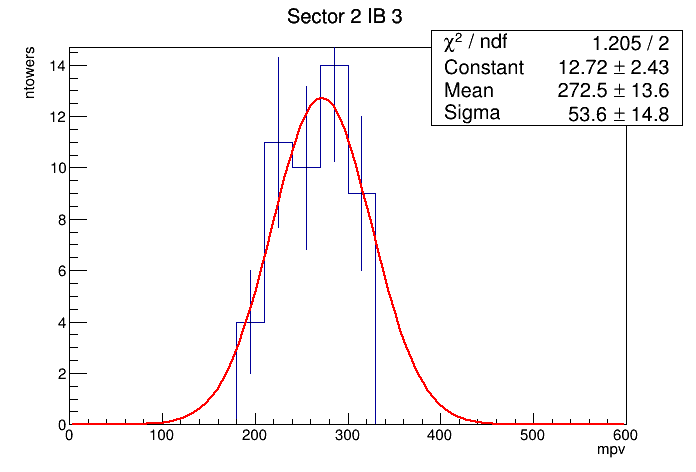 Sector 2 IB 3
χ² / ndf 1.205 / 2
Constant 12.72 ± 2.43
Mean 272.5 ± 13.6
Sigma 53.6 ± 14.8
ntowers
14
12
10
8
6
4
2
0
0 100 200 300 400 500 600
mpv